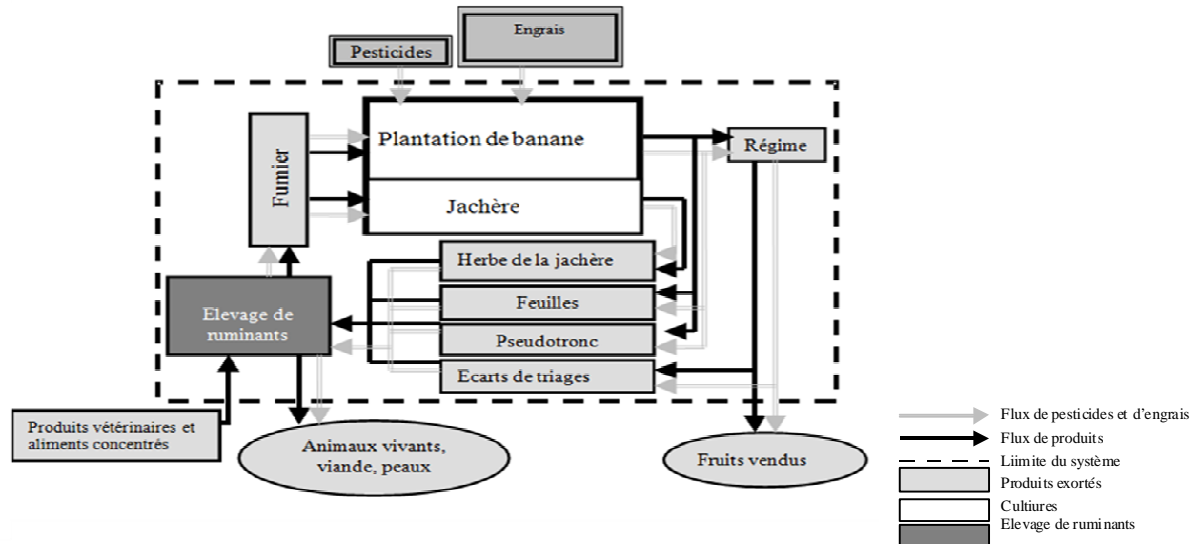 Engrais
Pesticides
Plantation de banane
Régime
Fumier
Jachère
Herbe de la jachère
Feuilles
Elevage de
ruminants
Pseudotronc
Ecarts de triages
Produits vétérinaires et
aliments concentrés
Animaux vivants,
viande, peaux
Fruits vendus
Flux de pesticides et d'engrais
Flux de produits
Liimite du système
Produits exortés
Cultiures
Elevage de ruminants